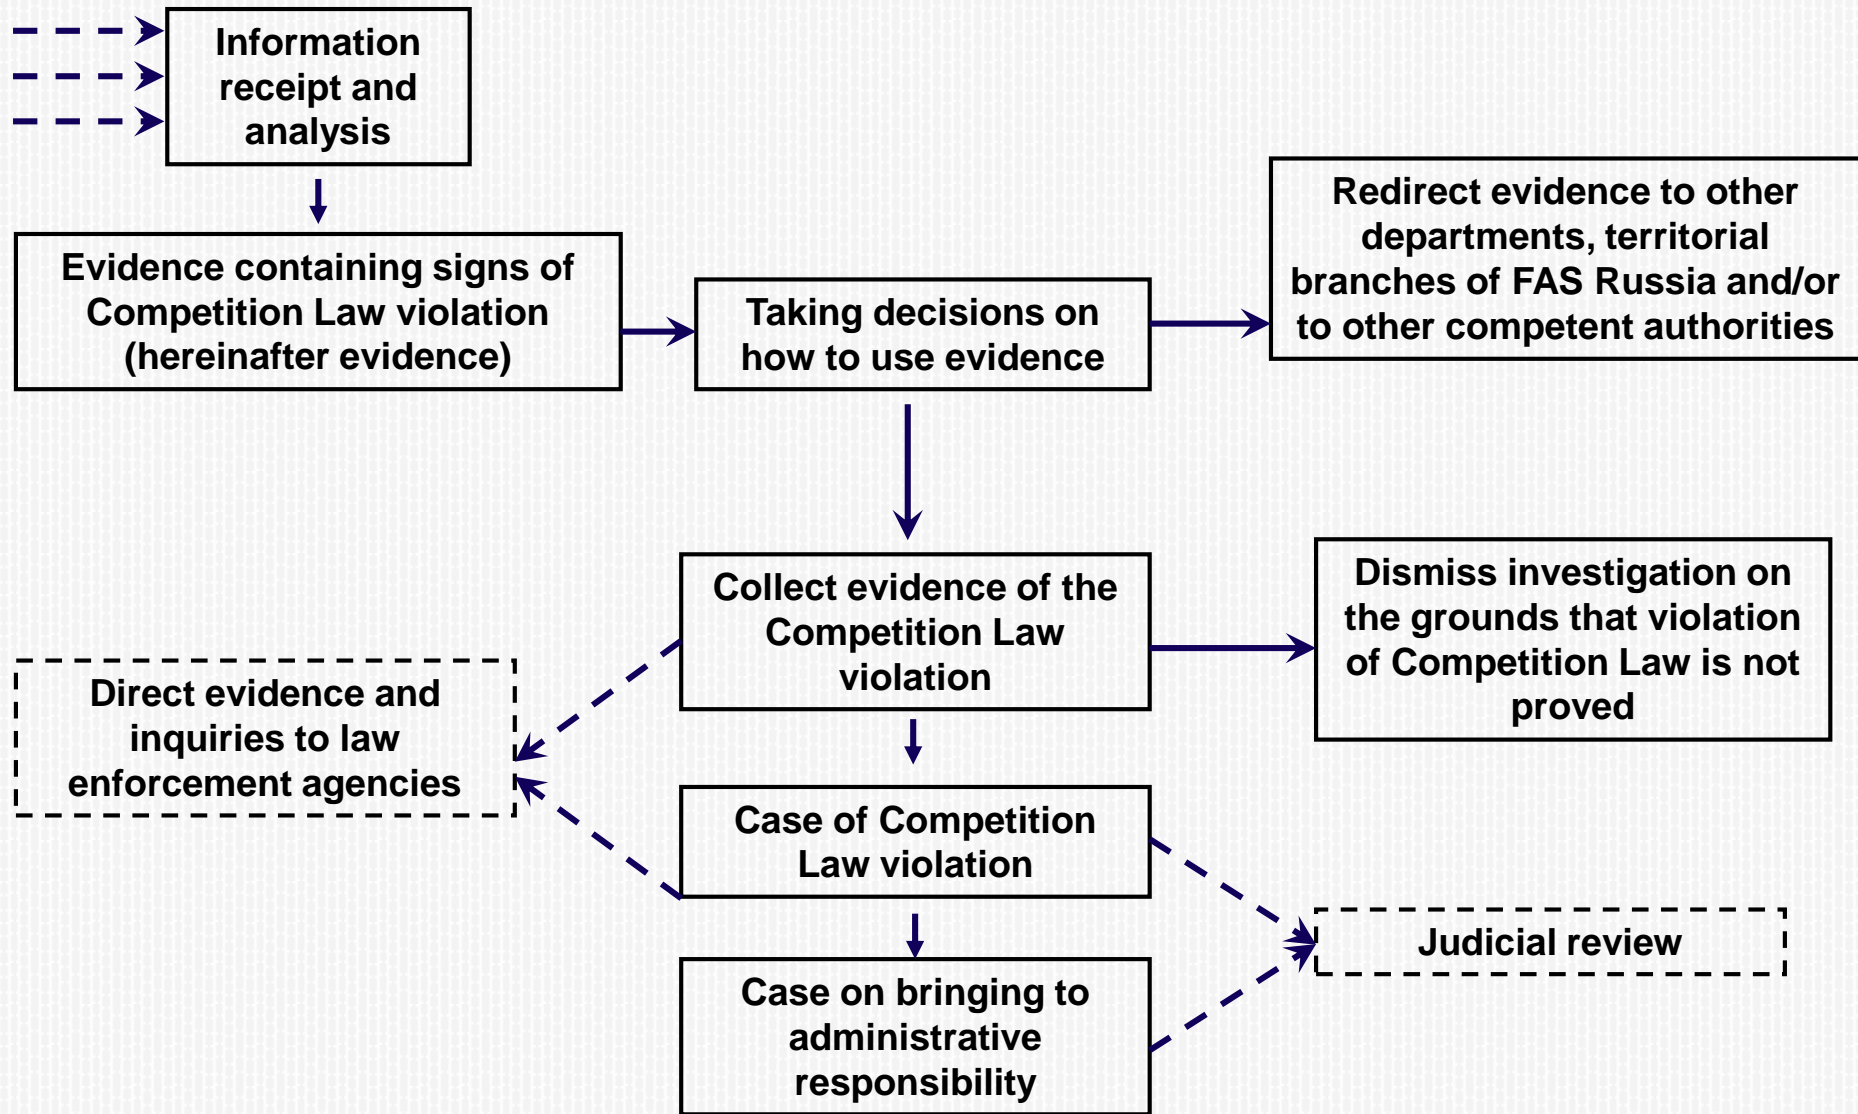 Information
receipt and
analysis
Evidence containing signs of
Competition Law violation
(hereinafter evidence)
Taking decisions on
how to use evidence
Redirect evidence to other
departments, territorial
branches of FAS Russia and/or
to other competent authorities
Collect evidence of the
Competition Law
violation
Dismiss investigation on
the grounds that violation
of Competition Law is not
proved
Direct evidence and
inquiries to law
enforcement agencies
Case of Competition
Law violation
Judicial review
Case on bringing to
administrative
responsibility